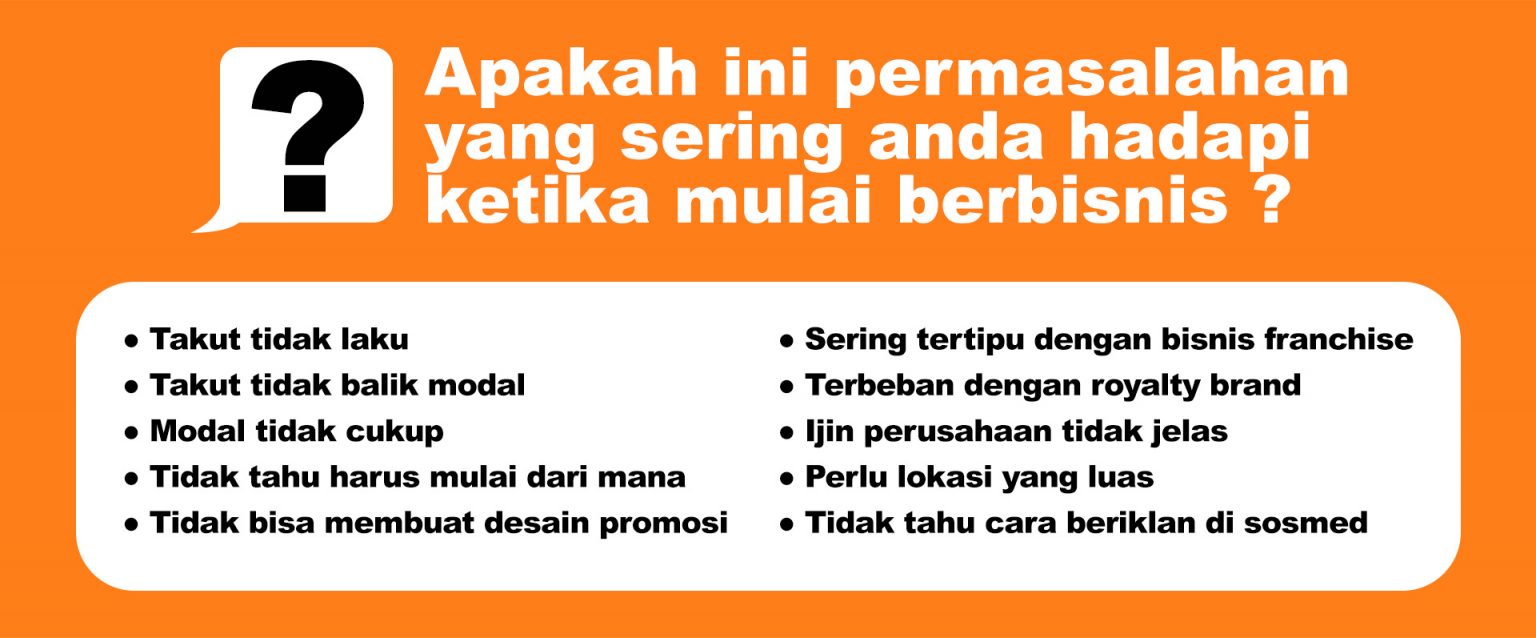 ?
Apakah ini permasalahan
yang sering anda hadapi
ketika mulai berbisnis ?
• Takut tidak laku
• Takut tidak balik modal
• Modal tidak cukup
• Tidak tahu harus mulai dari mana
• Tidak bisa membuat desain promosi
• Sering tertipu dengan bisnis franchise
• Terbeban dengan royalty brand
• Ijin perusahaan tidak jelas
• Perlu lokasi yang luas
• Tidak tahu cara beriklan di sosmed